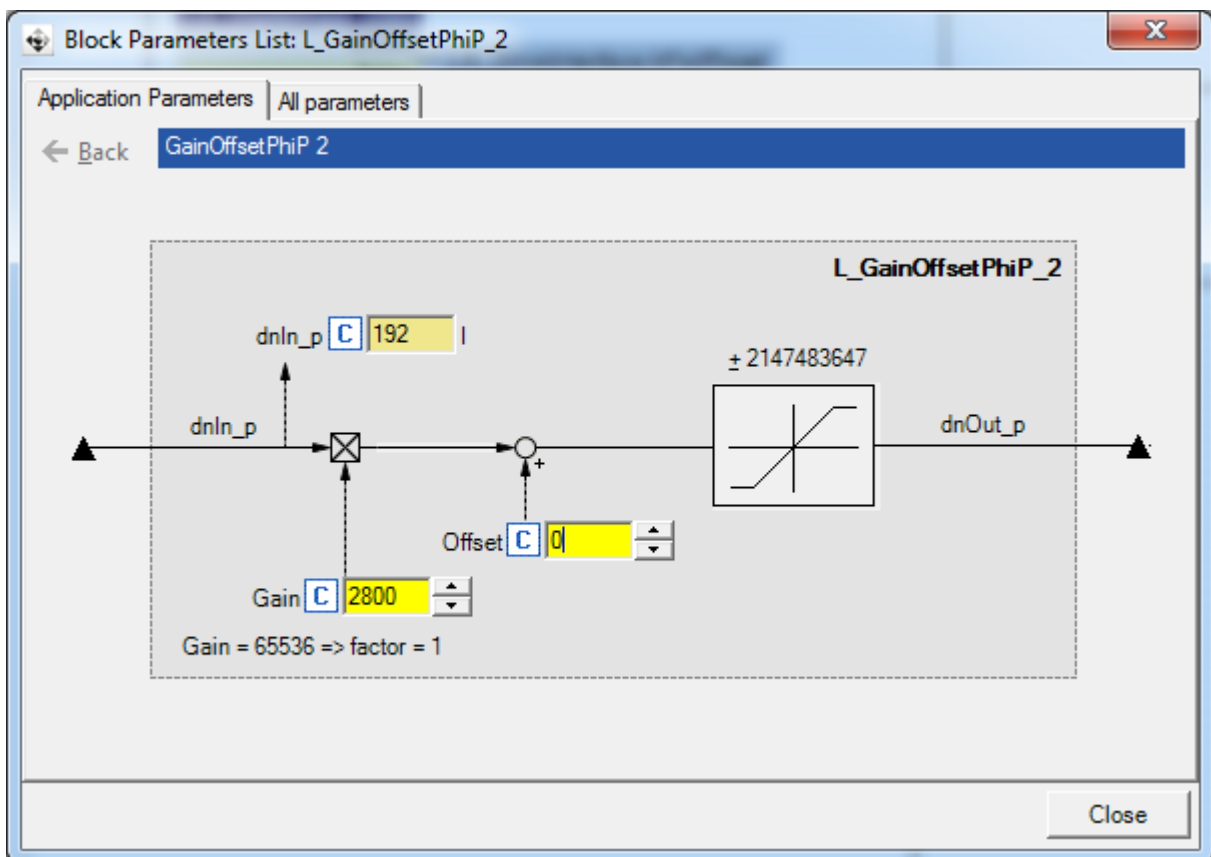 Block Parameters List: L_GainOffsetPhiP_2
Application Parameters
All parameters
Back
GainOffsetPhiP 2
L_GainOffsetPhiP_2
dnIn_p C 192 I
± 2147483647
dnIn_p
dnOut_p
Offset C 0
Gain C 2800
Gain = 65536 => factor = 1
Close